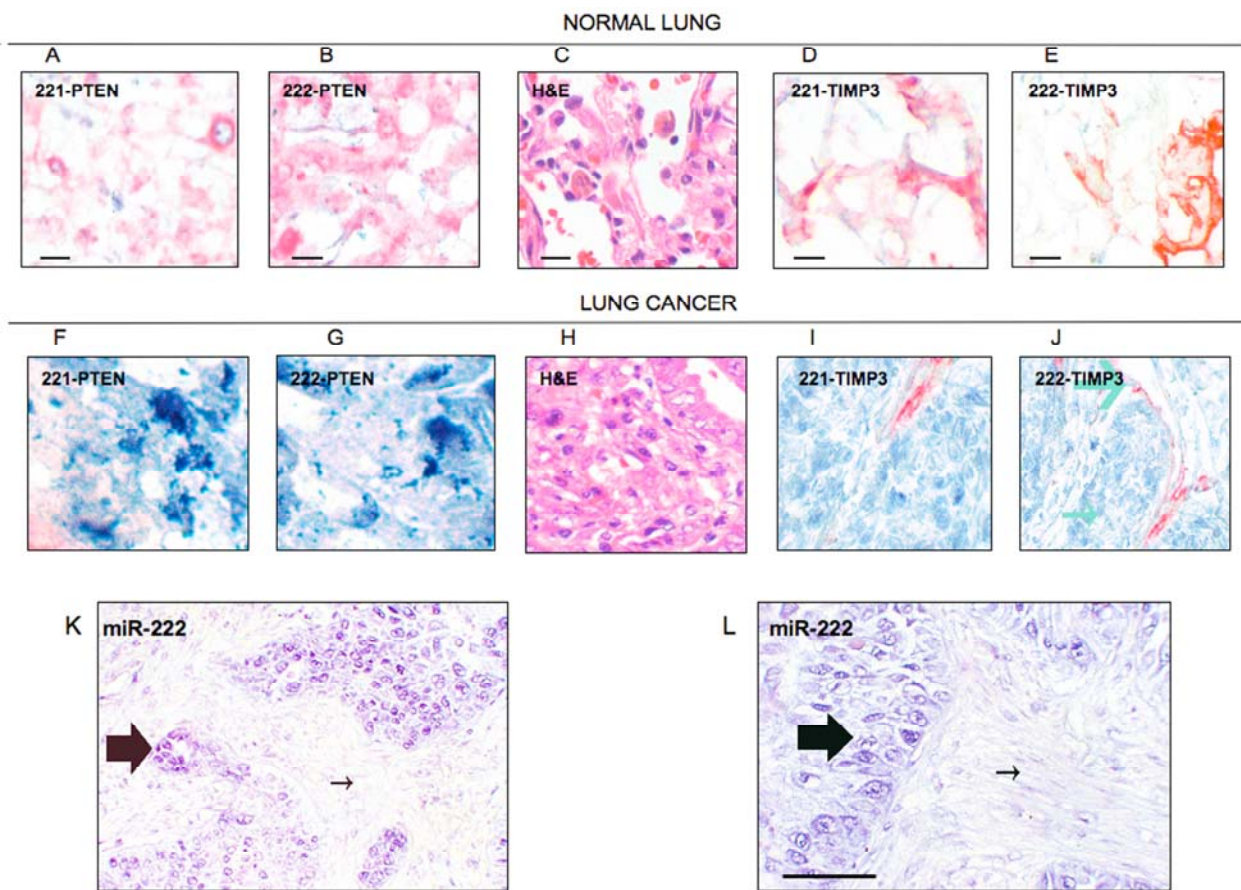 NORMAL LUNG
A B C D E
221-PTEN 222-PTEN H&E 221-TIMP3 222-TIMP3
LUNG CANCER
F G H I J
221-PTEN 222-PTEN H&E 221-TIMP3 222-TIMP3
K miR-222 L miR-222